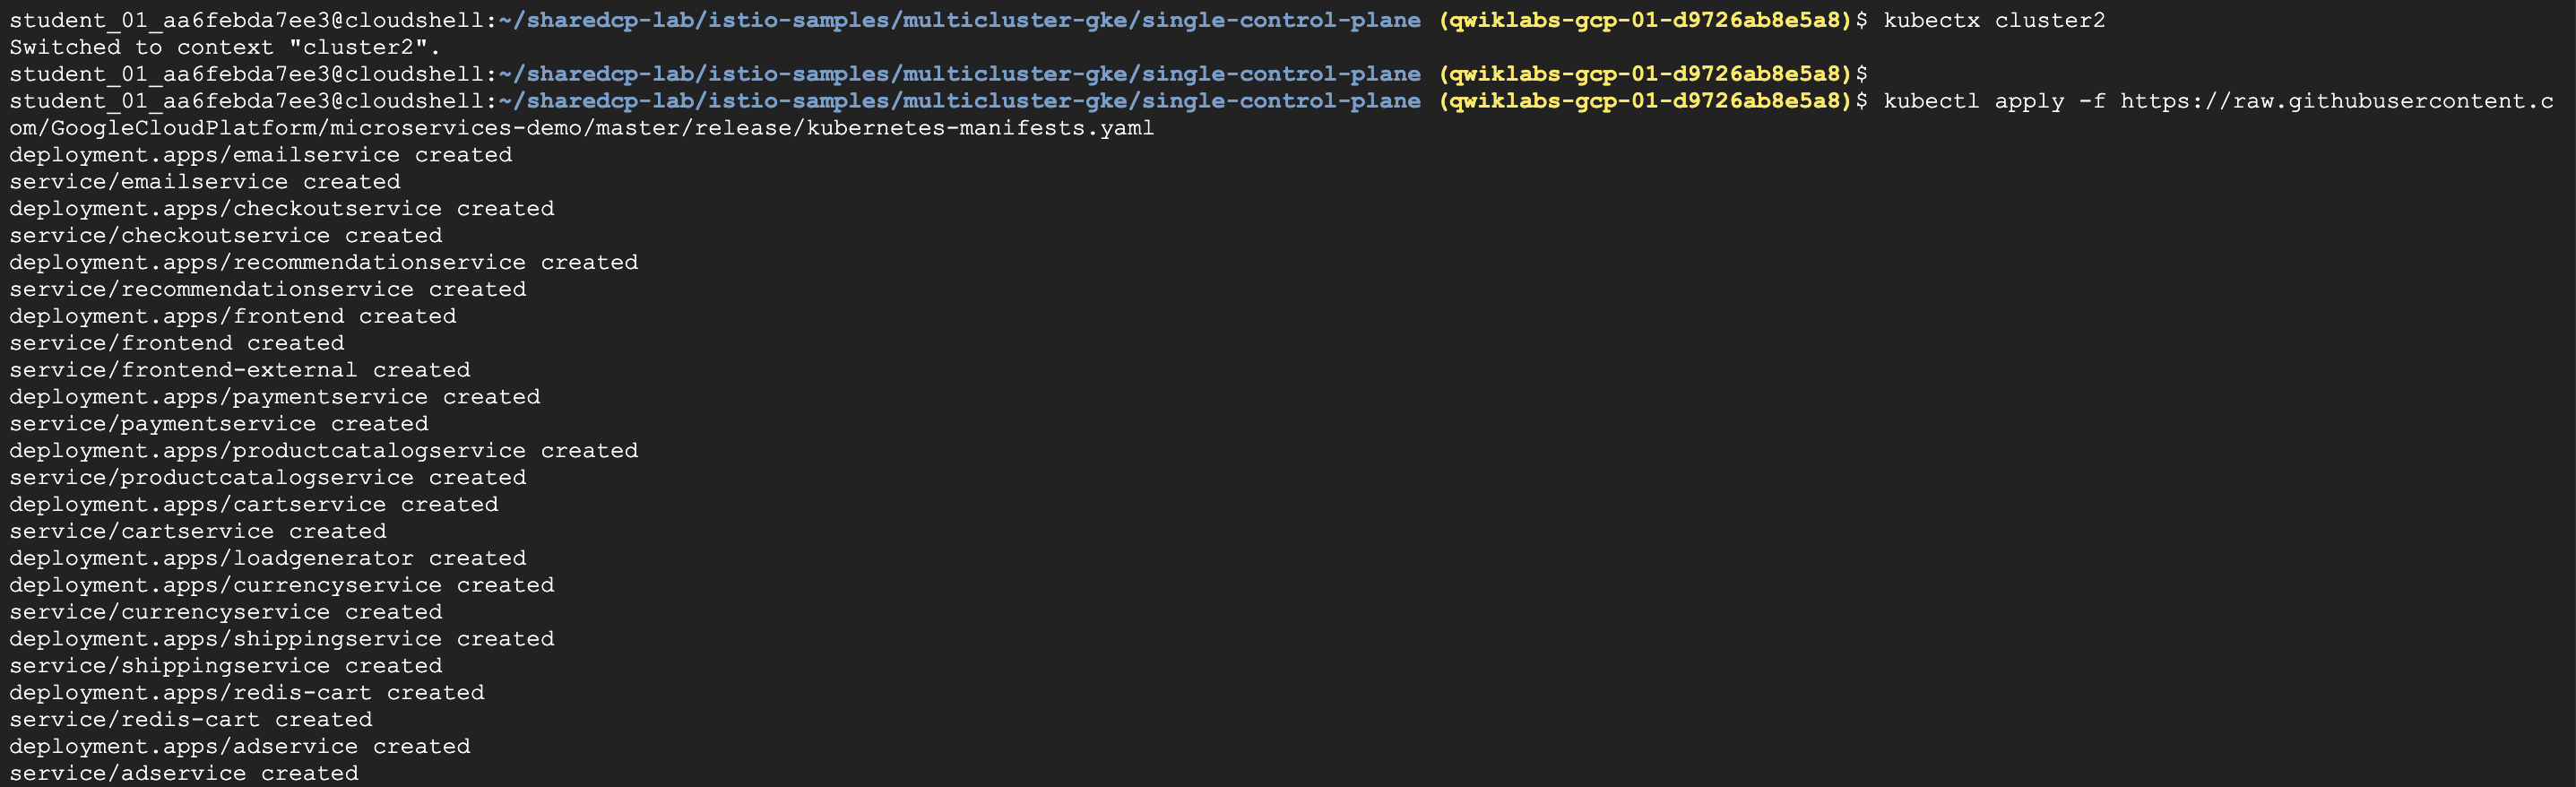 student_01_aa6febda7ee3@cloudshell:~/sharedcp-lab/istio-samples/multicluster-gke/single-control-plane (qwiklabs-gcp-01-d9726ab8e5a8)$ kubectx cluster2
Switched to context "cluster2".
student_01_aa6febda7ee3@cloudshell:~/sharedcp-lab/istio-samples/multicluster-gke/single-control-plane (qwiklabs-gcp-01-d9726ab8e5a8)$
student_01_aa6febda7ee3@cloudshell:~/sharedcp-lab/istio-samples/multicluster-gke/single-control-plane (qwiklabs-gcp-01-d9726ab8e5a8)$ kubectl apply -f https://raw.githubusercontent.c
om/GoogleCloudPlatform/microservices-demo/master/release/kubernetes-manifests.yaml
deployment.apps/emailservice created
service/emailservice created
deployment.apps/checkoutservice created
service/checkoutservice created
deployment.apps/recommendationservice created
service/recommendationservice created
deployment.apps/frontend created
service/frontend created
service/frontend-external created
deployment.apps/paymentservice created
service/paymentservice created
deployment.apps/productcatalogservice created
service/productcatalogservice created
deployment.apps/cartservice created
service/cartservice created
deployment.apps/loadgenerator created
deployment.apps/currencyservice created
service/currencyservice created
deployment.apps/shippingservice created
service/shippingservice created
deployment.apps/redis-cart created
service/redis-cart created
deployment.apps/adservice created
service/adservice created